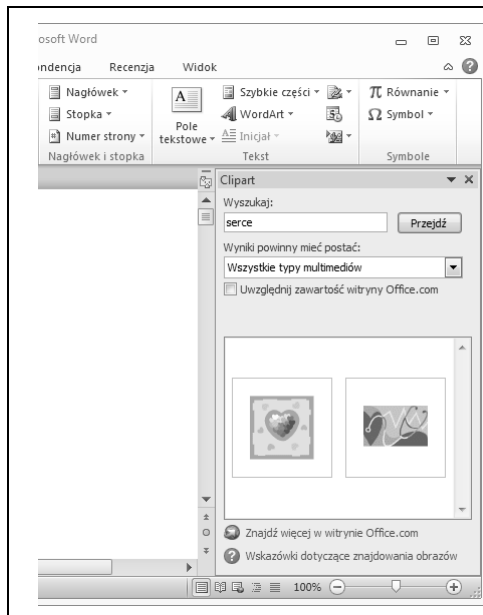 osoft Word
ondencja Recenzja Widok
Nagłówek
Stopka
Numer strony
Nagłówek i stopka
A
Pole
tekstowe
Szybkie części
WordArt
Inicjał
Tekst
π Równanie
Ω Symbol
Symbole
Clipart
Wyszukaj:
serce Przejdź
Wyniki powinny mieć postać:
Wszystkie typy multimediów
Uwzględnij zawartość witryny Office.com
Znajdź więcej w witrynie Office.com
Wskazówki dotyczące znajdowania obrazów
100%